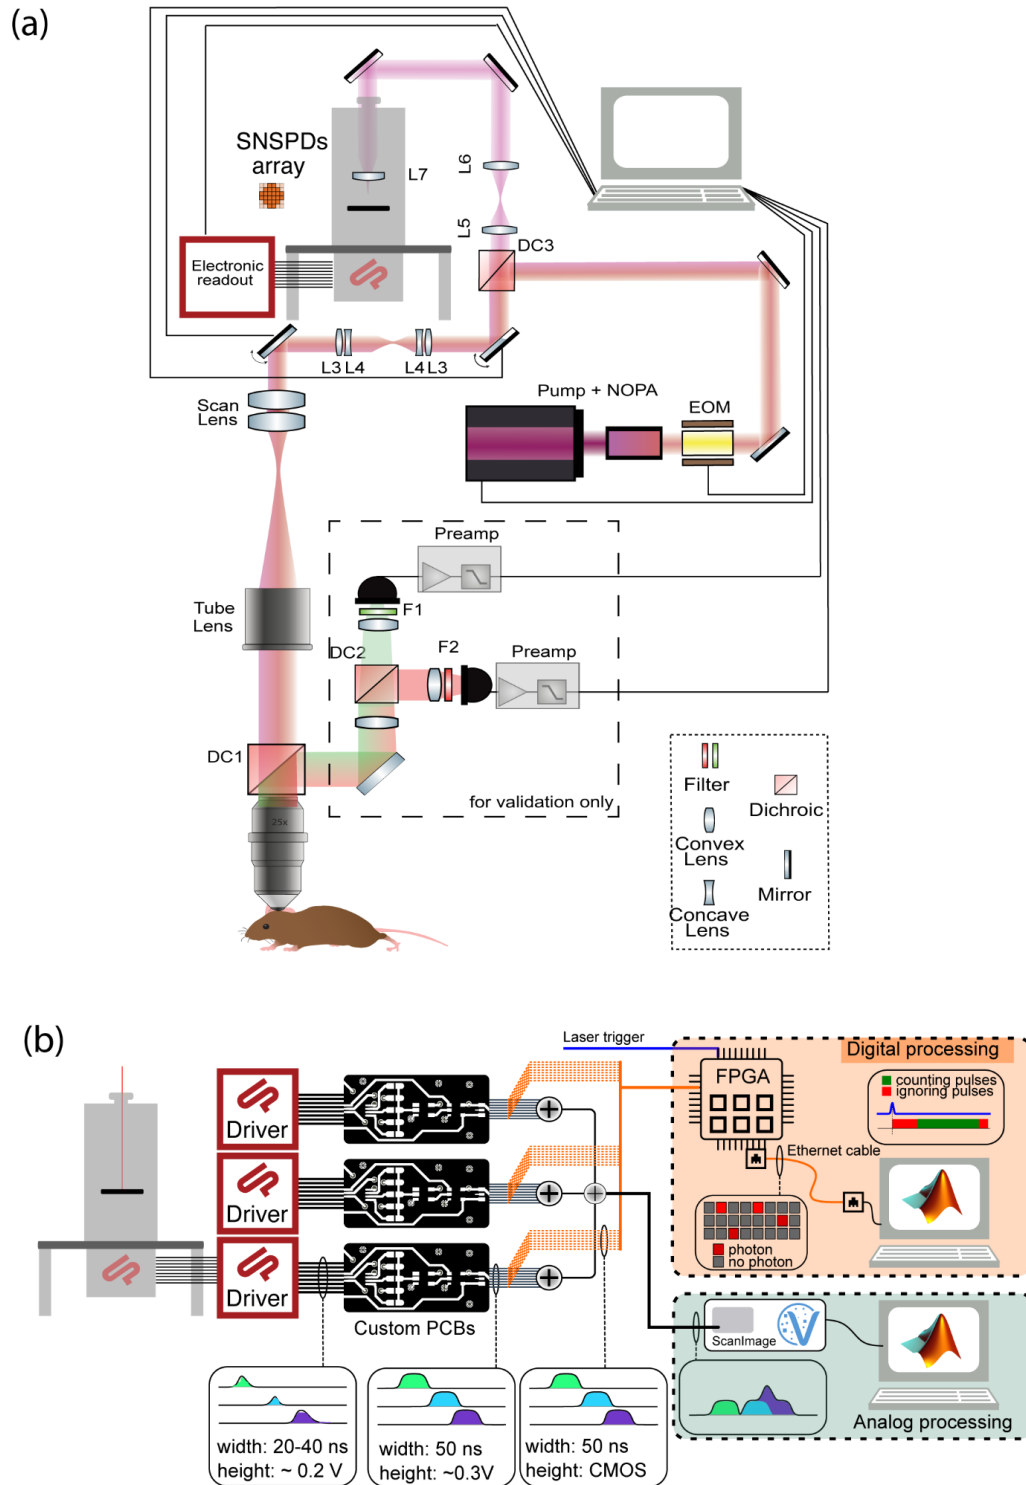 (a)
SNSPDs
array
L7
L6
L5
DC3
Electronic
readout
L3 L4
L4 L3
Scan
Lens
Pump + NOPA
EOM
Preamp
F1
Tube
Lens
DC2
F2
Preamp
DC1
for validation only
25x
Filter
Dichroic
Convex
Lens
Mirror
Concave
Lens
(b)
Laser trigger
Digital processing
FPGA
counting pulses
ignoring pulses
Driver
Ethernet cable
Driver
photon
no photon
Driver
Custom PCBs
ScanImage
V
width: 20-40 ns
height: ~ 0.2 V
width: 50 ns
height: ~0.3V
width: 50 ns
height: CMOS
Analog processing